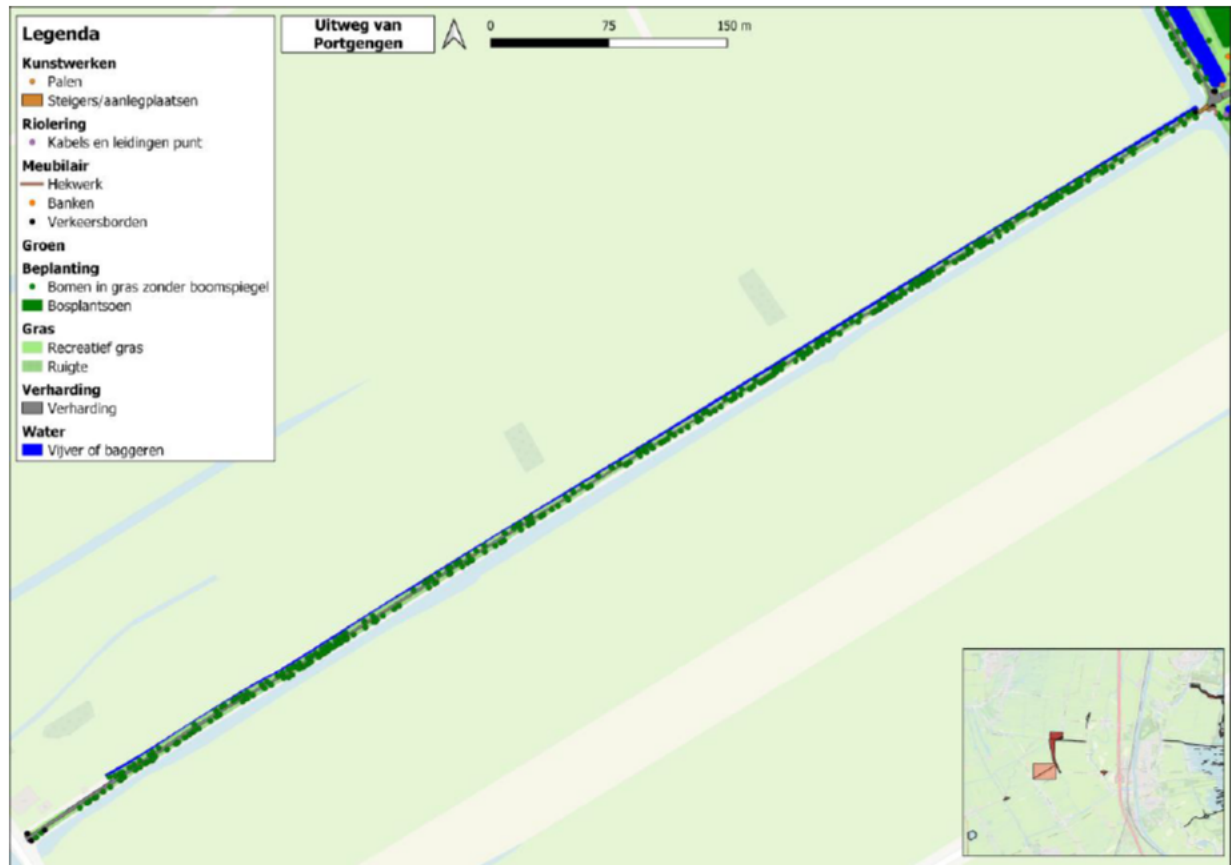 Legenda
Kunstwerken
Palen
Steigers/aanlegplaatsen
Riolering
Kabels en leidingen punt
Meubilair
Hekwerk
Banken
Verkeersborden
Groen
Beplanting
Bomen in gras zonder boomspiegel
Bosplantsoen
Gras
Recreatief gras
Ruigte
Verharding
Verharding
Water
Vijver of baggeren
Uitweg van
Portgengen
0 75 150 m